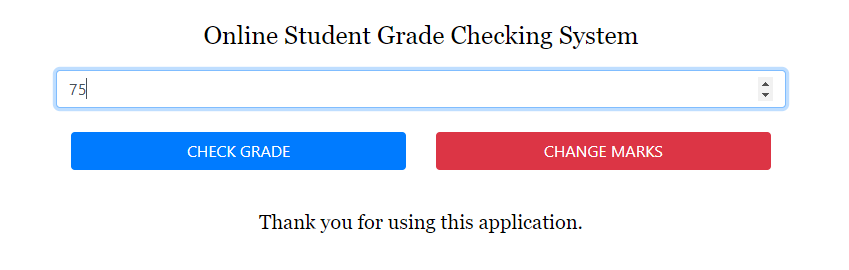 Online Student Grade Checking System
75
CHECK GRADE
CHANGE MARKS
Thank you for using this application.